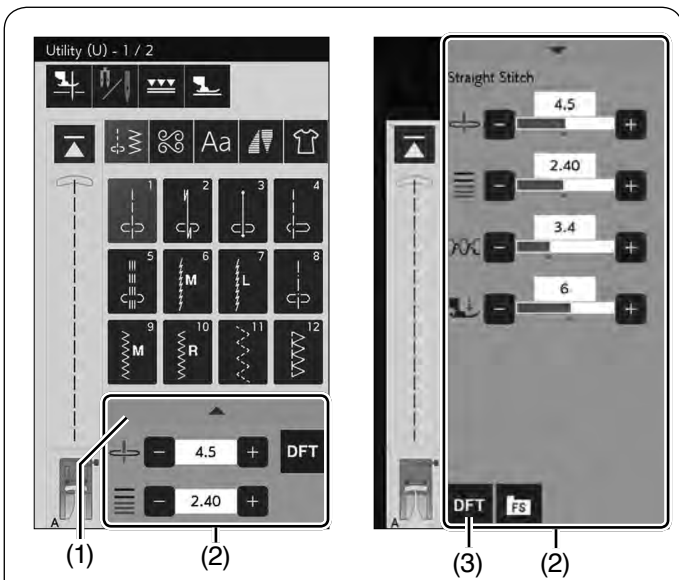 Utility (U) - 1 / 2
Aa
1
2
3
4
5
6
M
7
L
8
9
M
10
R
11
12
4.5
DFT
2.40
A
(1)
(2)
Straight Stitch
4.5
2.40
3.4
6
DFT
FS
A
(3)
(2)